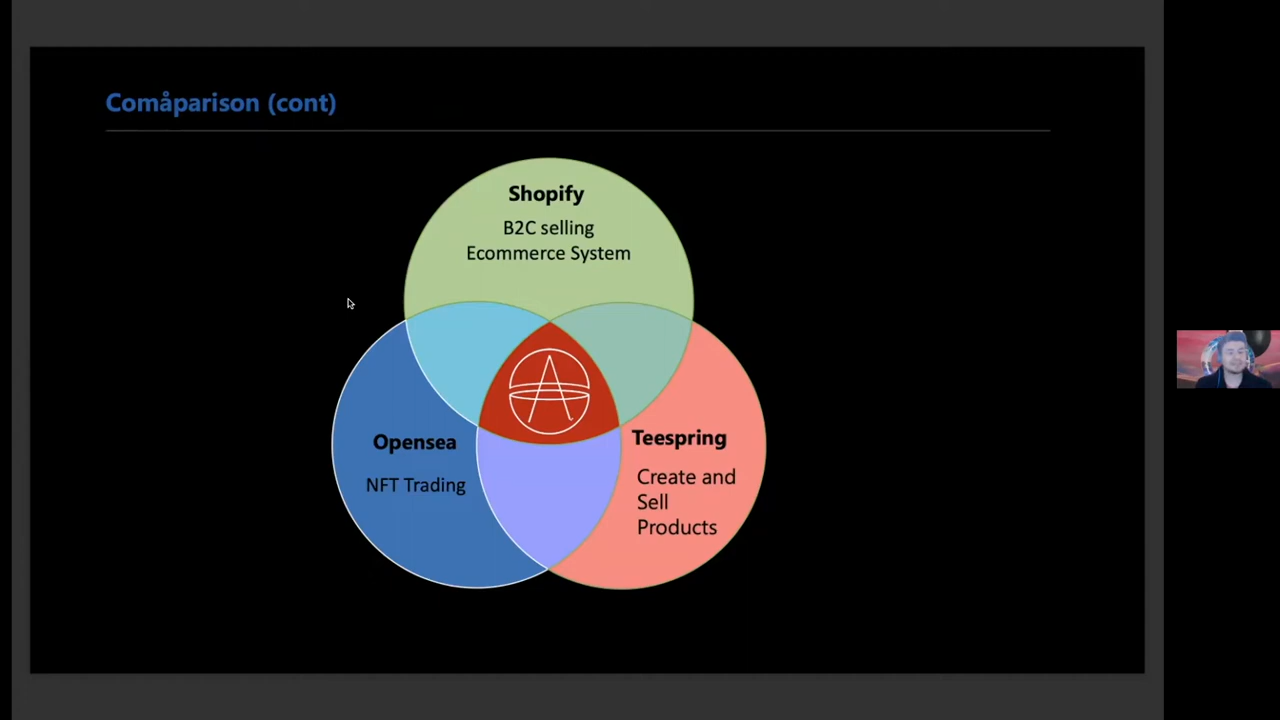 Comåparison (cont)
Shopify
B2C selling
Ecommerce System
Opensea
NFT Trading
Teespring
Create and
Sell
Products